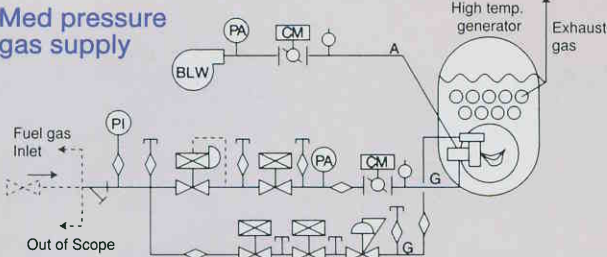 Med pressure
gas supply
High temp.
generator
Exhaust
gas
PA
CM
A
BLW
Fuel gas
Inlet
PI
PA
CM
G
Out of Scope
G